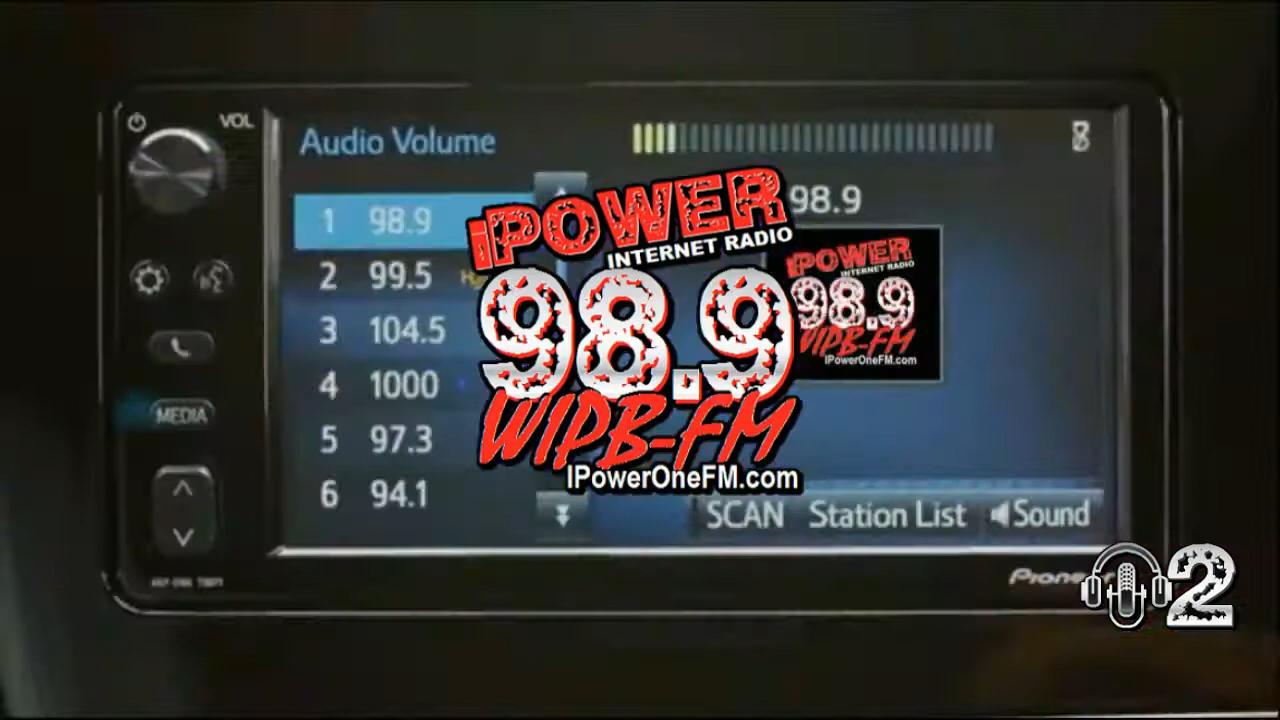 VOL
Audio Volume
8
1 98.9
98.9
2 99.5
3 104.5
4 1000
5 97.3
6 94.1
MEDIA
iPOWER
INTERNET RADIO
98.9
WIPB-FM
IPowerOneFM.com
iPOWER
INTERNET RADIO
98.9
WIPB-FM
IPowerOneFM.com
SCAN Station List Sound
Pioneer
2